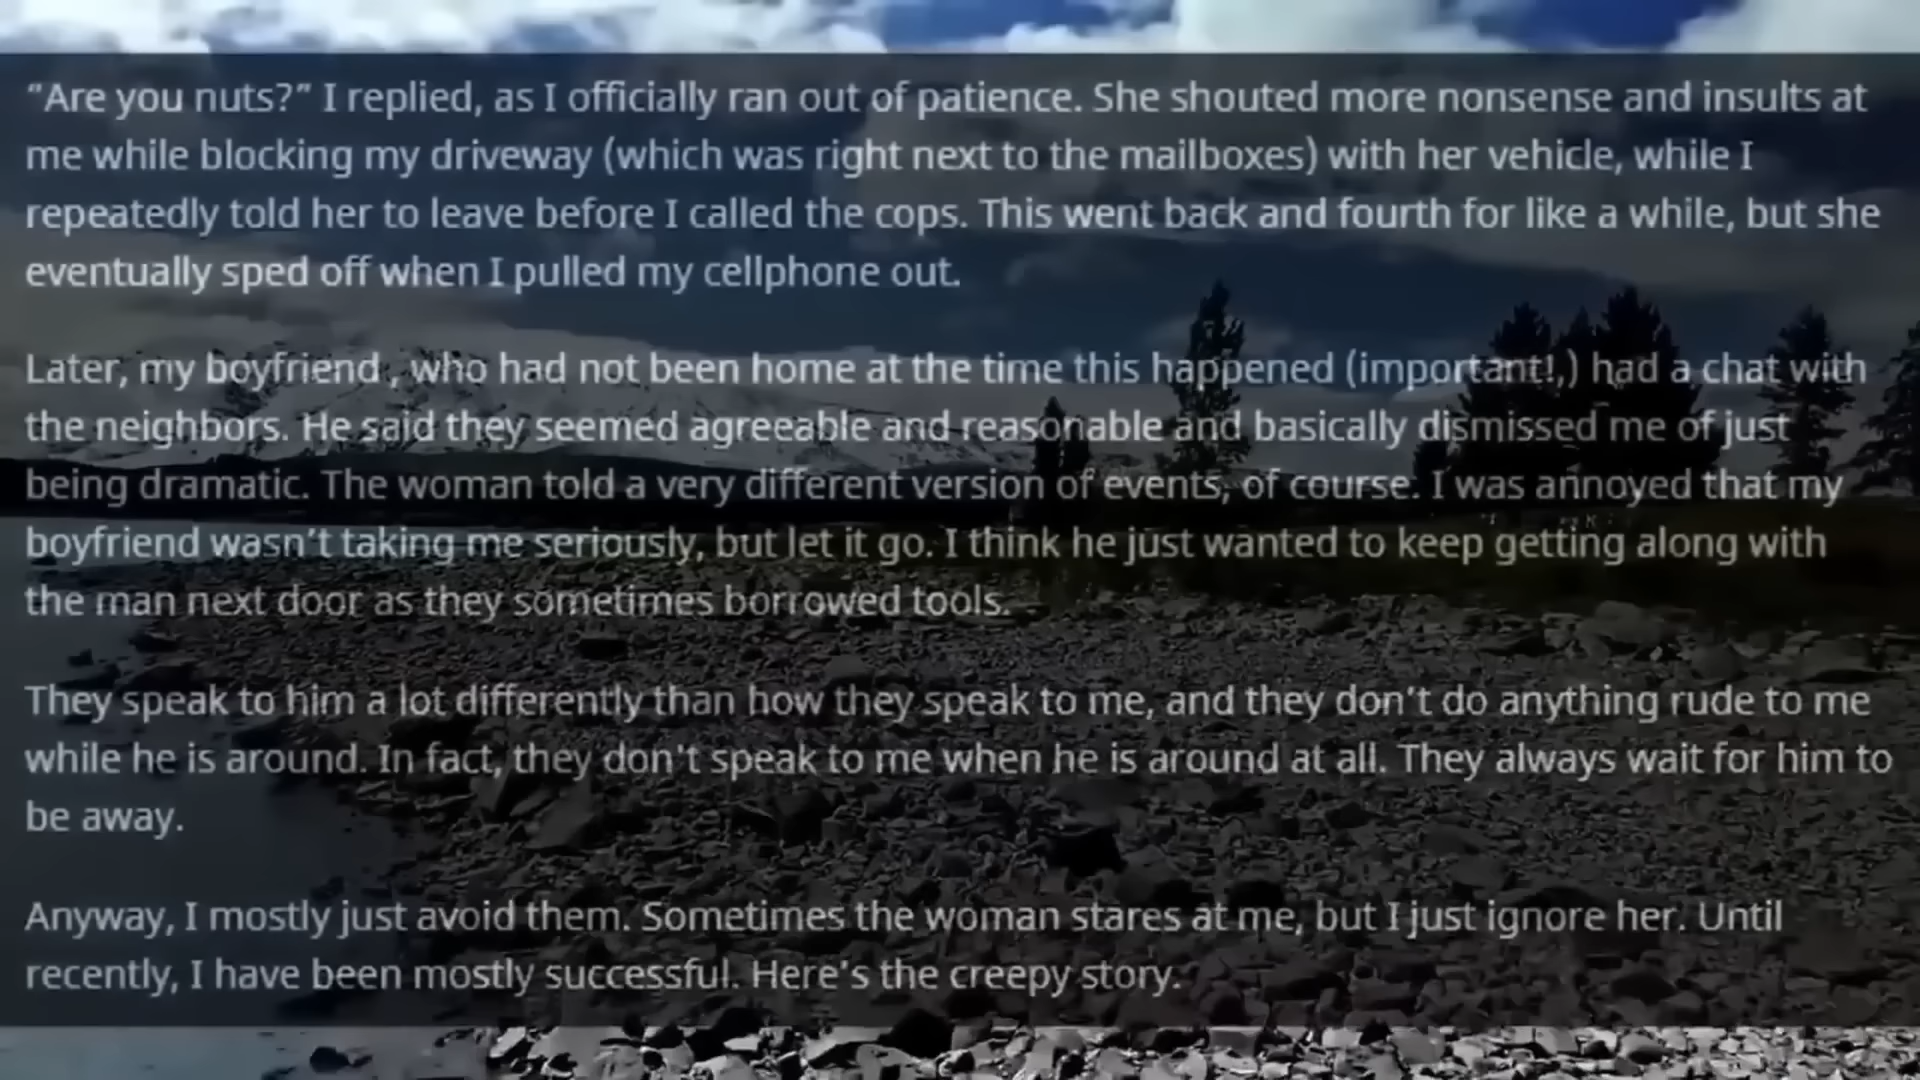 “Are you nuts?” I replied, as I officially ran out of patience. She shouted more nonsense and insults at
me while blocking my driveway (which was right next to the mailboxes) with her vehicle, while I
repeatedly told her to leave before I called the cops. This went back and fourth for like a while, but she
eventually sped off when I pulled my cellphone out.
Later, my boyfriend , who had not been home at the time this happened (important!,) had a chat with
the neighbors. He said they seemed agreeable and reasonable and basically dismissed me of just
being dramatic. The woman told a very different version of events, of course. I was annoyed that my
boyfriend wasn’t taking me seriously, but let it go. I think he just wanted to keep getting along with
the man next door as they sometimes borrowed tools.
They speak to him a lot differently than how they speak to me, and they don’t do anything rude to me
while he is around. In fact, they don't speak to me when he is around at all. They always wait for him to
be away.
Anyway, I mostly just avoid them. Sometimes the woman stares at me, but I just ignore her. Until
recently, I have been mostly successful. Here's the creepy story.